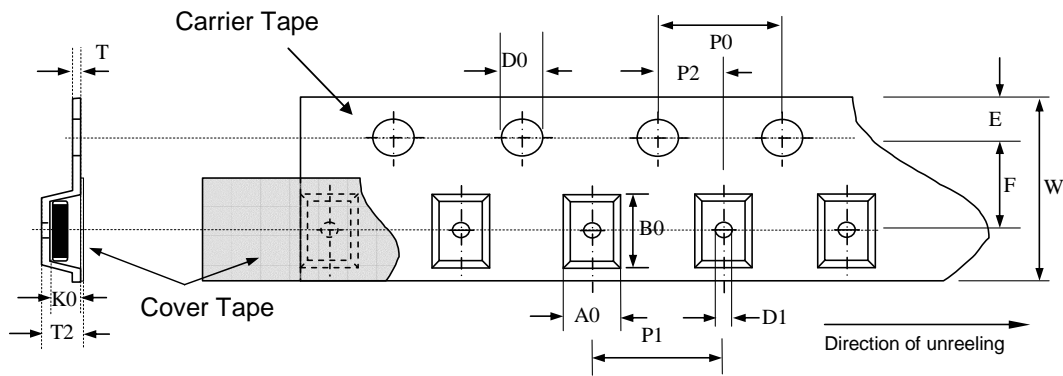 Carrier Tape
T
D0
P0
P2
E
F
W
B0
K0
T2
Cover Tape
A0
P1
D1
Direction of unreeling